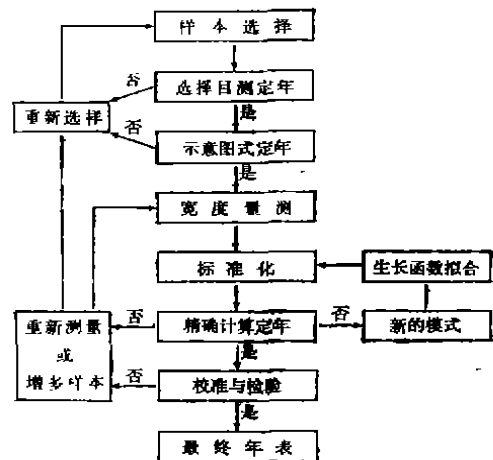 样本选择
否
选择目测定年
是
重新选择
否
示意图式定年
是
宽度量测
标准化
生长函数拟合
重新测量
或
增多样本
否
精确计算定年
否
新的模式
是
否
校准与检验
是
最终年表